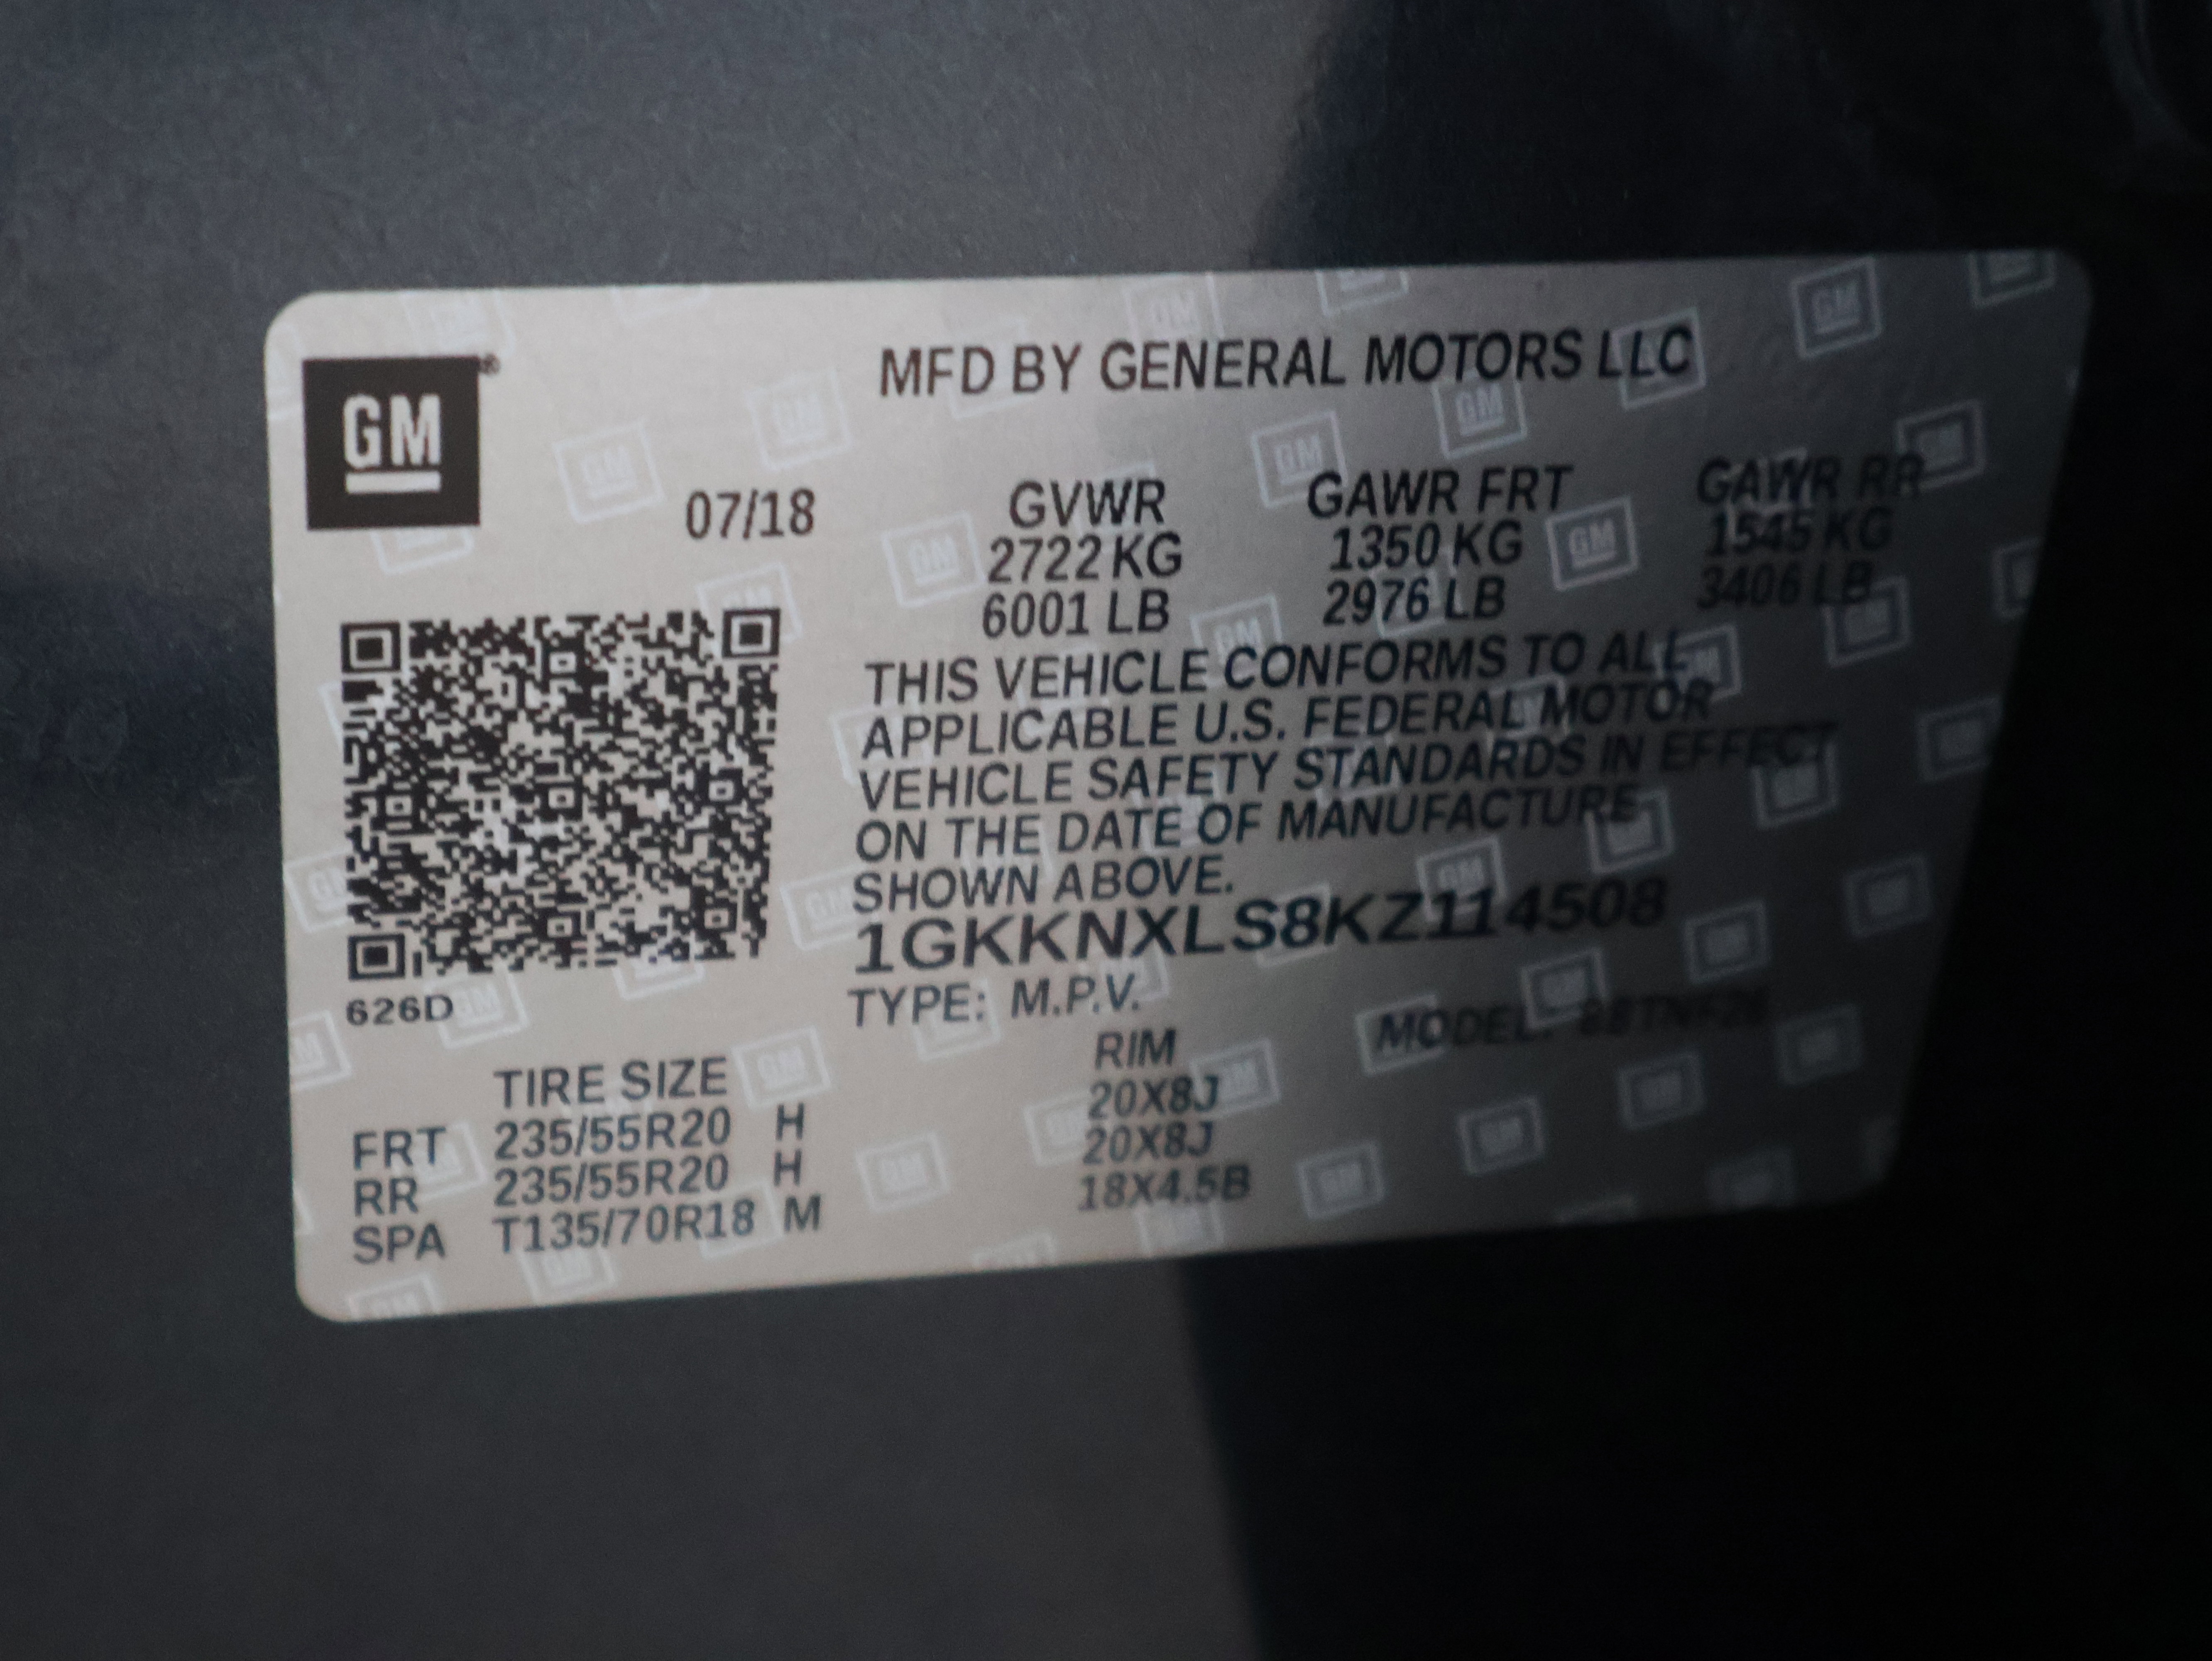 GM
MFD BY GENERAL MOTORS LLC
07/18
GVWR GAWR FRT GAWR RR
2722 KG 1350 KG 1545 KG
6001 LB 2976 LB 3406 LB
THIS VEHICLE CONFORMS TO ALL
APPLICABLE U.S. FEDERAL MOTOR
VEHICLE SAFETY STANDARDS IN EFFECT
ON THE DATE OF MANUFACTURE
SHOWN ABOVE.
1GKKNXLS8KZ114508
626D
TYPE: M.P.V. MODEL:
TIRE SIZE RIM
FRT 235/55R20 H 20X8J
RR 235/55R20 H 20X8J
SPA T135/70R18 M 18X4.5B